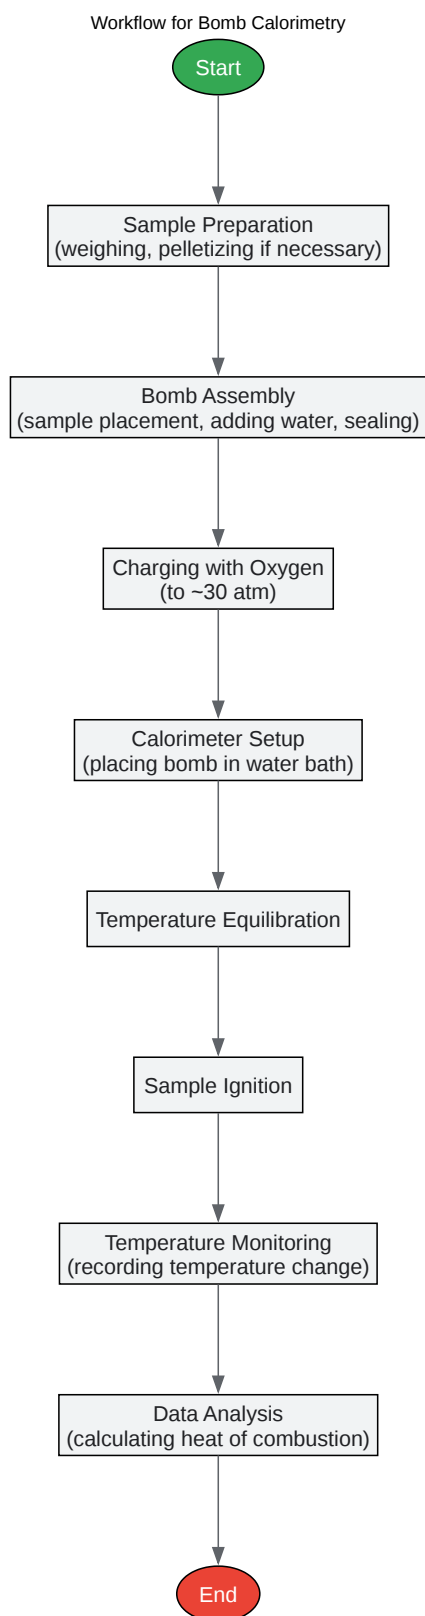 Workflow for Bomb Calorimetry
Start
Sample Preparation
(weighing, pelletizing if necessary)
Bomb Assembly
(sample placement, adding water, sealing)
Charging with Oxygen
(to ~30 atm)
Calorimeter Setup
(placing bomb in water bath)
Temperature Equilibration
Sample Ignition
Temperature Monitoring
(recording temperature change)
Data Analysis
(calculating heat of combustion)
End